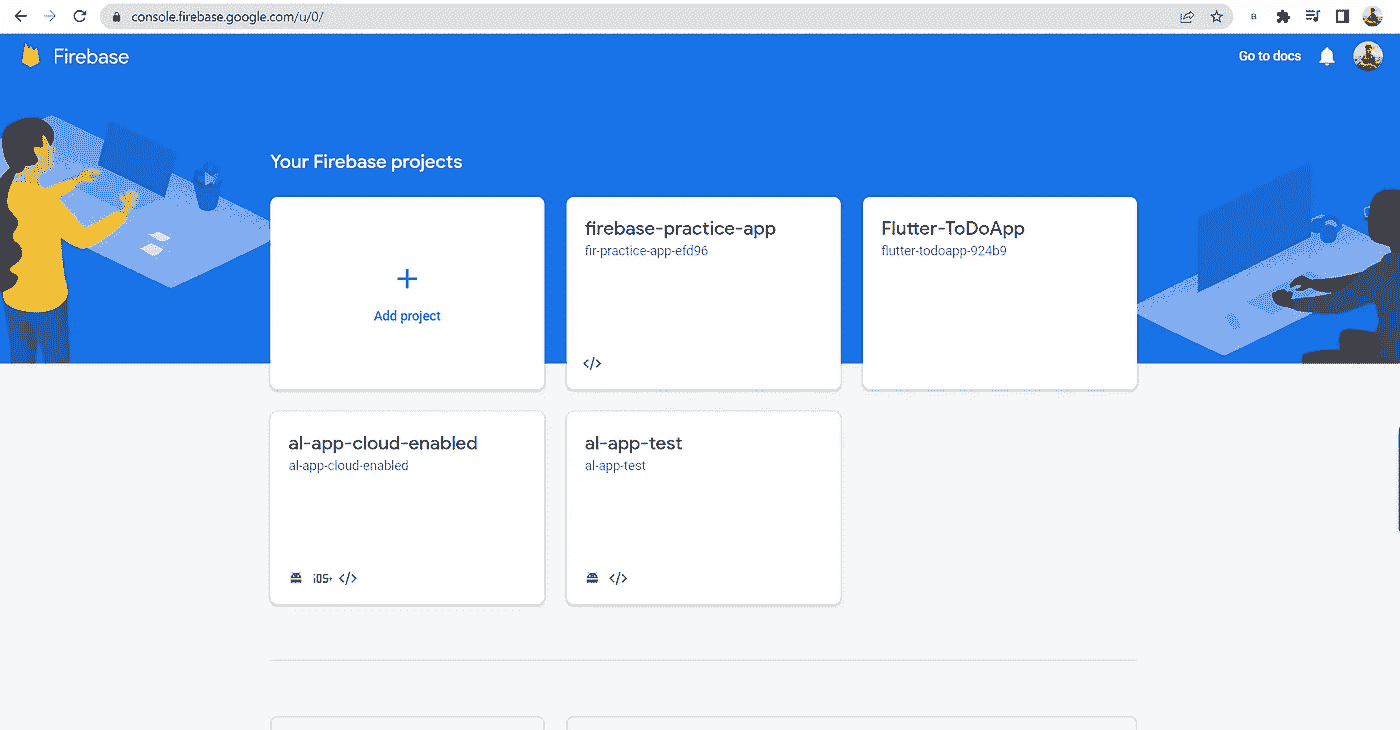 console.firebase.google.com/u/0/
Firebase
Go to docs
Your Firebase projects
Add project
firebase-practice-app
fir-practice-app-efd96
</>
Flutter-ToDoApp
flutter-todoapp-924b9
al-app-cloud-enabled
al-app-cloud-enabled
iOS+ </>
al-app-test
al-app-test
</>